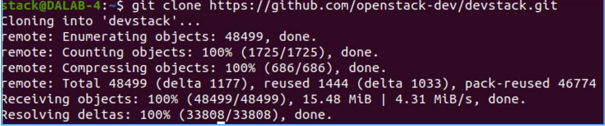 stack@DALAB-4:~$ git clone https://github.com/openstack-dev/devstack.git
Cloning into 'devstack'...
remote: Enumerating objects: 48499, done.
remote: Counting objects: 100% (1725/1725), done.
remote: Compressing objects: 100% (686/686), done.
remote: Total 48499 (delta 1177), reused 1444 (delta 1033), pack-reused 46774
Receiving objects: 100% (48499/48499), 15.48 MiB | 4.31 MiB/s, done.
Resolving deltas: 100% (33808/33808), done.